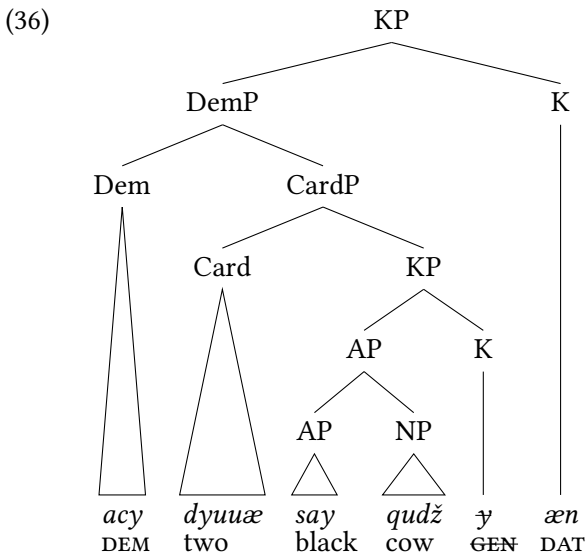 (36)
KP
DemP K
Dem CardP
Card KP
AP K
AP NP
acy dyuuæ say qudž y æn
DEM two black cow GEN DAT